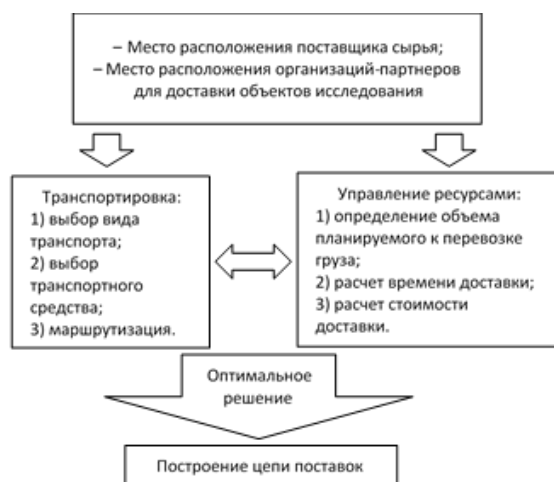 – Место расположения поставщика сырья;
– Место расположения организаций-партнеров
для доставки объектов исследования
Транспортировка:
1) выбор вида
транспорта;
2) выбор
транспортного
средства;
3) маршрутизация.
Управление ресурсами:
1) определение объема
планируемого к перевозке
груза;
2) расчет времени доставки;
3) расчет стоимости
доставки.
Оптимальное
решение
Построение цепи поставок